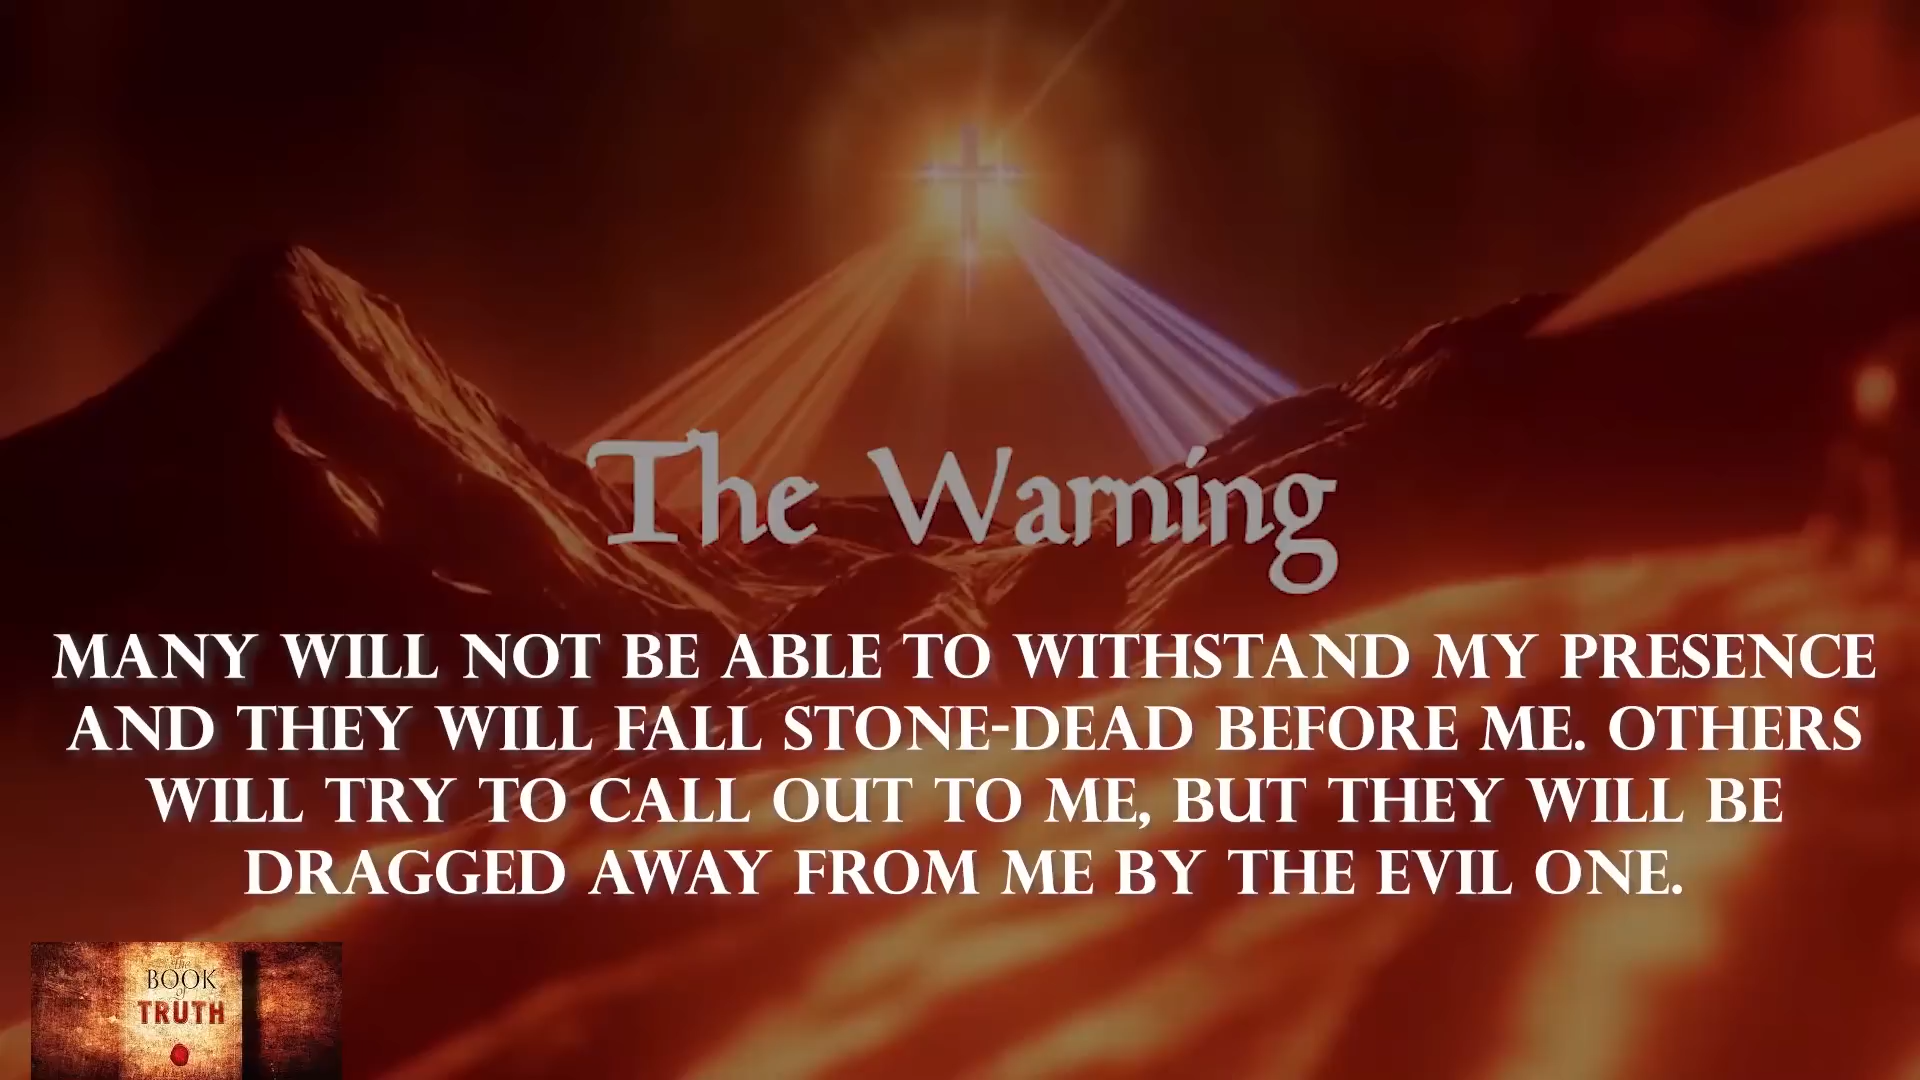 The Warning
MANY WILL NOT BE ABLE TO WITHSTAND MY PRESENCE
AND THEY WILL FALL STONE-DEAD BEFORE ME. OTHERS
WILL TRY TO CALL OUT TO ME, BUT THEY WILL BE
DRAGGED AWAY FROM ME BY THE EVIL ONE.
The
BOOK
of
TRUTH